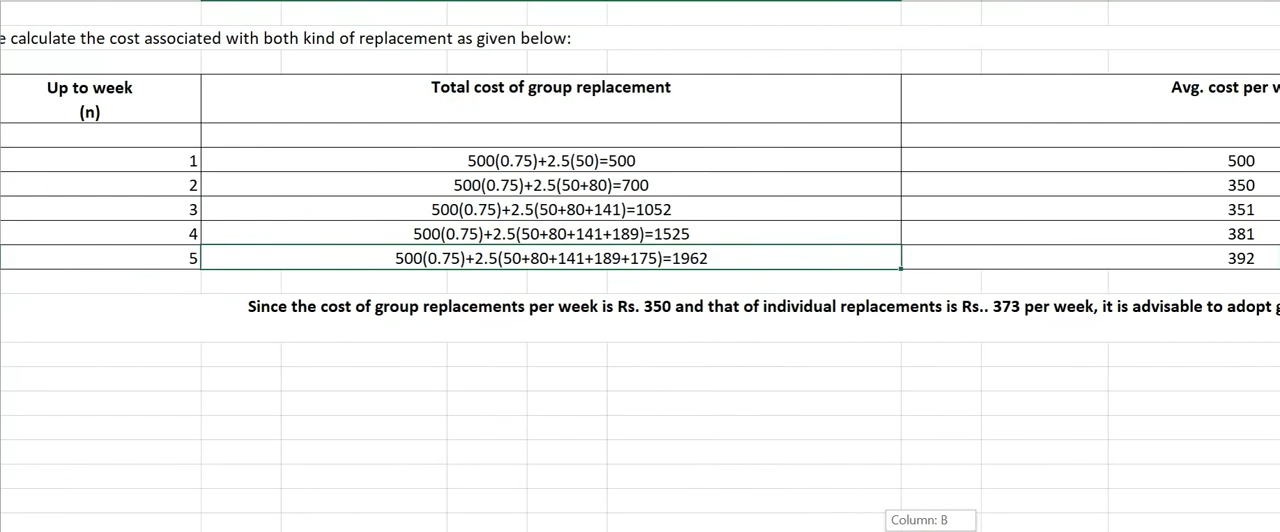 calculate the cost associated with both kind of replacement as given below:
Up to week Total cost of group replacement Avg. cost per
(n)
1 500(0.75)+2.5(50)=500 500
2 500(0.75)+2.5(50+80)=700 350
3 500(0.75)+2.5(50+80+141)=1052 351
4 500(0.75)+2.5(50+80+141+189)=1525 381
5 500(0.75)+2.5(50+80+141+189+175)=1962 392
Since the cost of group replacements per week is Rs. 350 and that of individual replacements is Rs.. 373 per week, it is advisable to adopt
Column: B